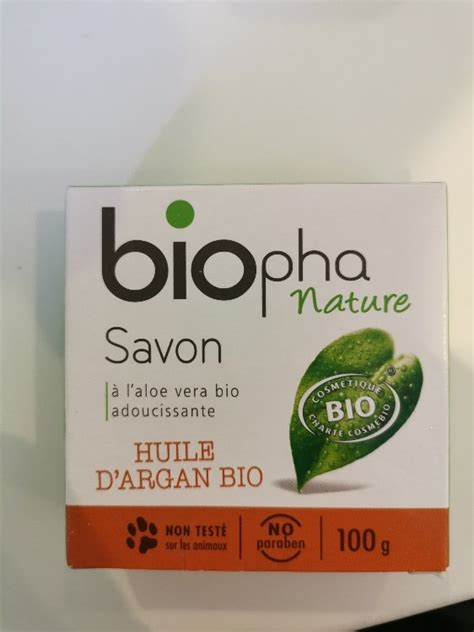 biopha
nature
Savon
à l'aloe vera bio
adoucissante
HUILE
D'ARGAN BIO
COSMÉTIQUE
BIO
®
CHARTE COSMÉBIO
NON TESTÉ
sur les animaux
NO
paraben
100 g